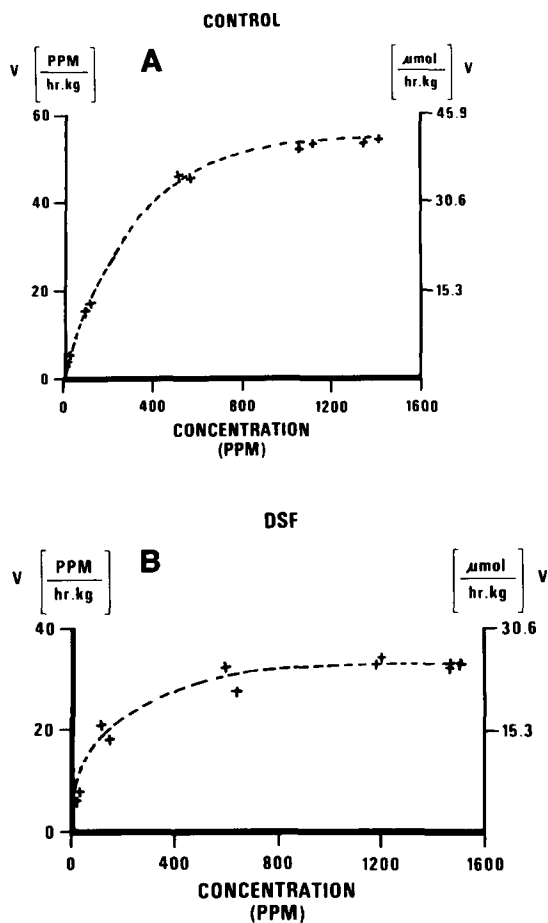 CONTROL
A
V [PPM / hr.kg]
[μmol / hr.kg] V
60
40
20
0
45.9
30.6
15.3
0
400
800
1200
1600
CONCENTRATION
(PPM)
DSF
B
V [PPM / hr.kg]
[μmol / hr.kg] V
40
20
0
30.6
15.3
0
400
800
1200
1600
CONCENTRATION
(PPM)